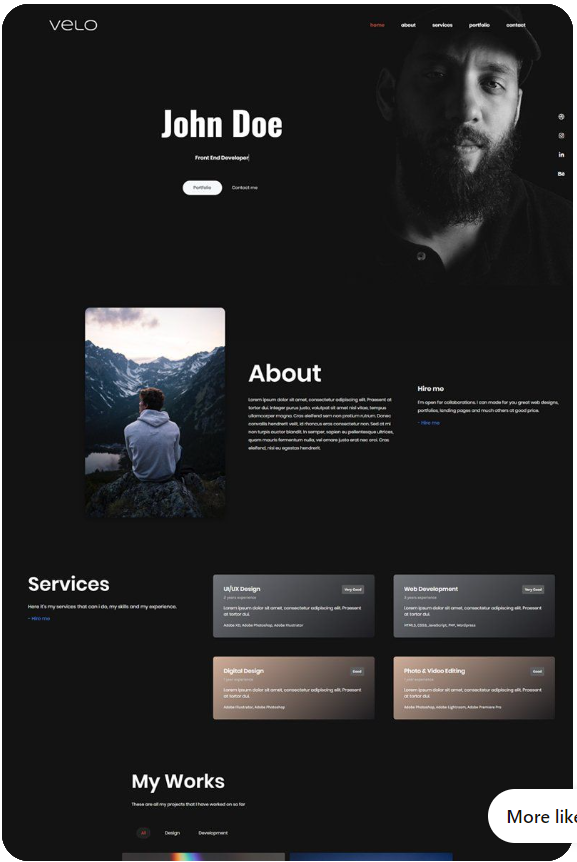 VELO
home about services portfolio contact
John Doe
Front End Developer
Portfolio Contact me
in
Bē
About
Lorem ipsum dolor sit amet, consectetur adipiscing elit. Praesent at
tortor dui. Integer purus justo, volutpat sit amet nisl vitae, tempus
ullamcorper magna. Cras eleifend sem non pretium rutrum. Donec
convallis hendrerit velit, id rhoncus eros consectetur non. Sed at mi
non turpis auctor blandit. In semper, sapien eu pellentesque ultrices,
quam mauris fermentum nulla, vel ornare justo erat nec orci. Cras
eleifend, nisl eu egestas hendrerit.
Hire me
I'm open for collaborations. I can made for you great web designs,
portfolios, landing pages and much others at good price.
- Hire me
Services
Here it's my services that can i do, my skills and my experience.
- Hire me
UI/UX Design Very Good
Lorem ipsum dolor sit amet, consectetur adipiscing elit. Praesent
at tortor dui.
Adobe XD, Adobe Photoshop, Adobe Illustrator
Web Development Very Good
Lorem ipsum dolor sit amet, consectetur adipiscing elit. Praesent
at tortor dui.
HTML5, CSS3, JavaScript, PHP, Wordpress
Digital Design Good
1 year experience
Lorem ipsum dolor sit amet, consectetur adipiscing elit. Praesent
at tortor dui.
Adobe Illustrator, Adobe Photoshop
Photo & Video Editing Good
1 year experience
Lorem ipsum dolor sit amet, consectetur adipiscing elit. Praesent
at tortor dui.
Adobe Photoshop, Adobe Lightroom, Adobe Premiere Pro
My Works
These are all my projects that I have worked on so far
All Design Development
More like